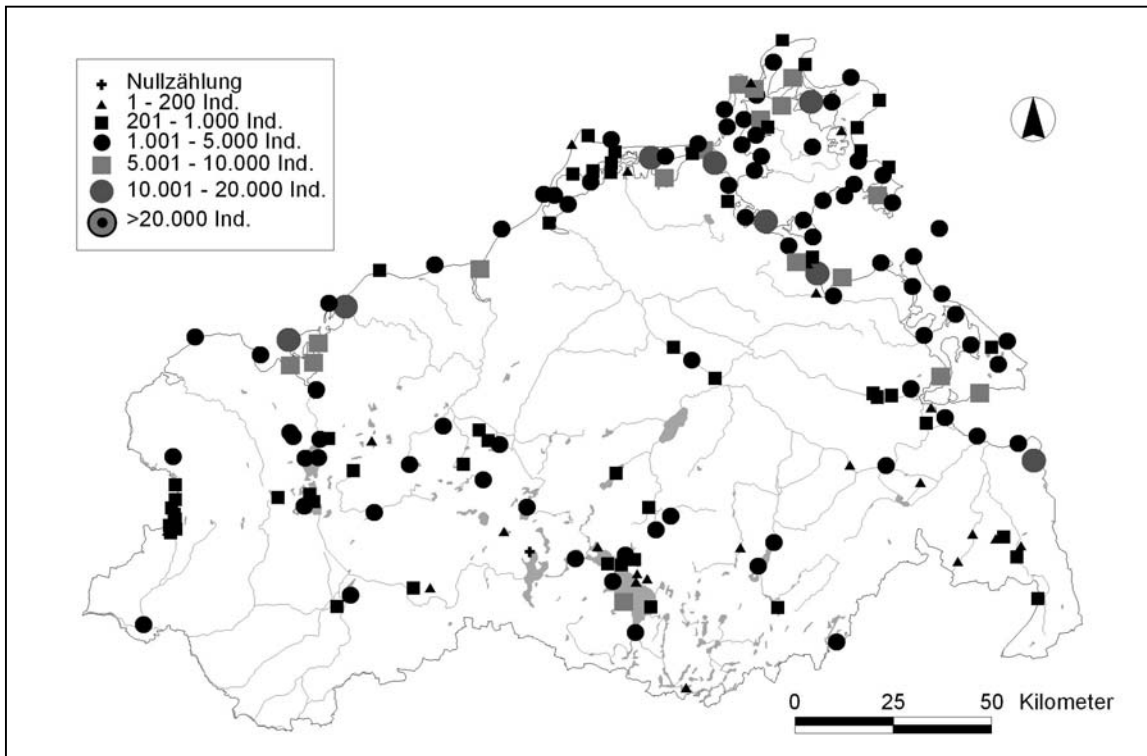 Nullzählung
1 - 200 Ind.
201 - 1.000 Ind.
1.001 - 5.000 Ind.
5.001 - 10.000 Ind.
10.001 - 20.000 Ind.
>20.000 Ind.
0 25 50 Kilometer